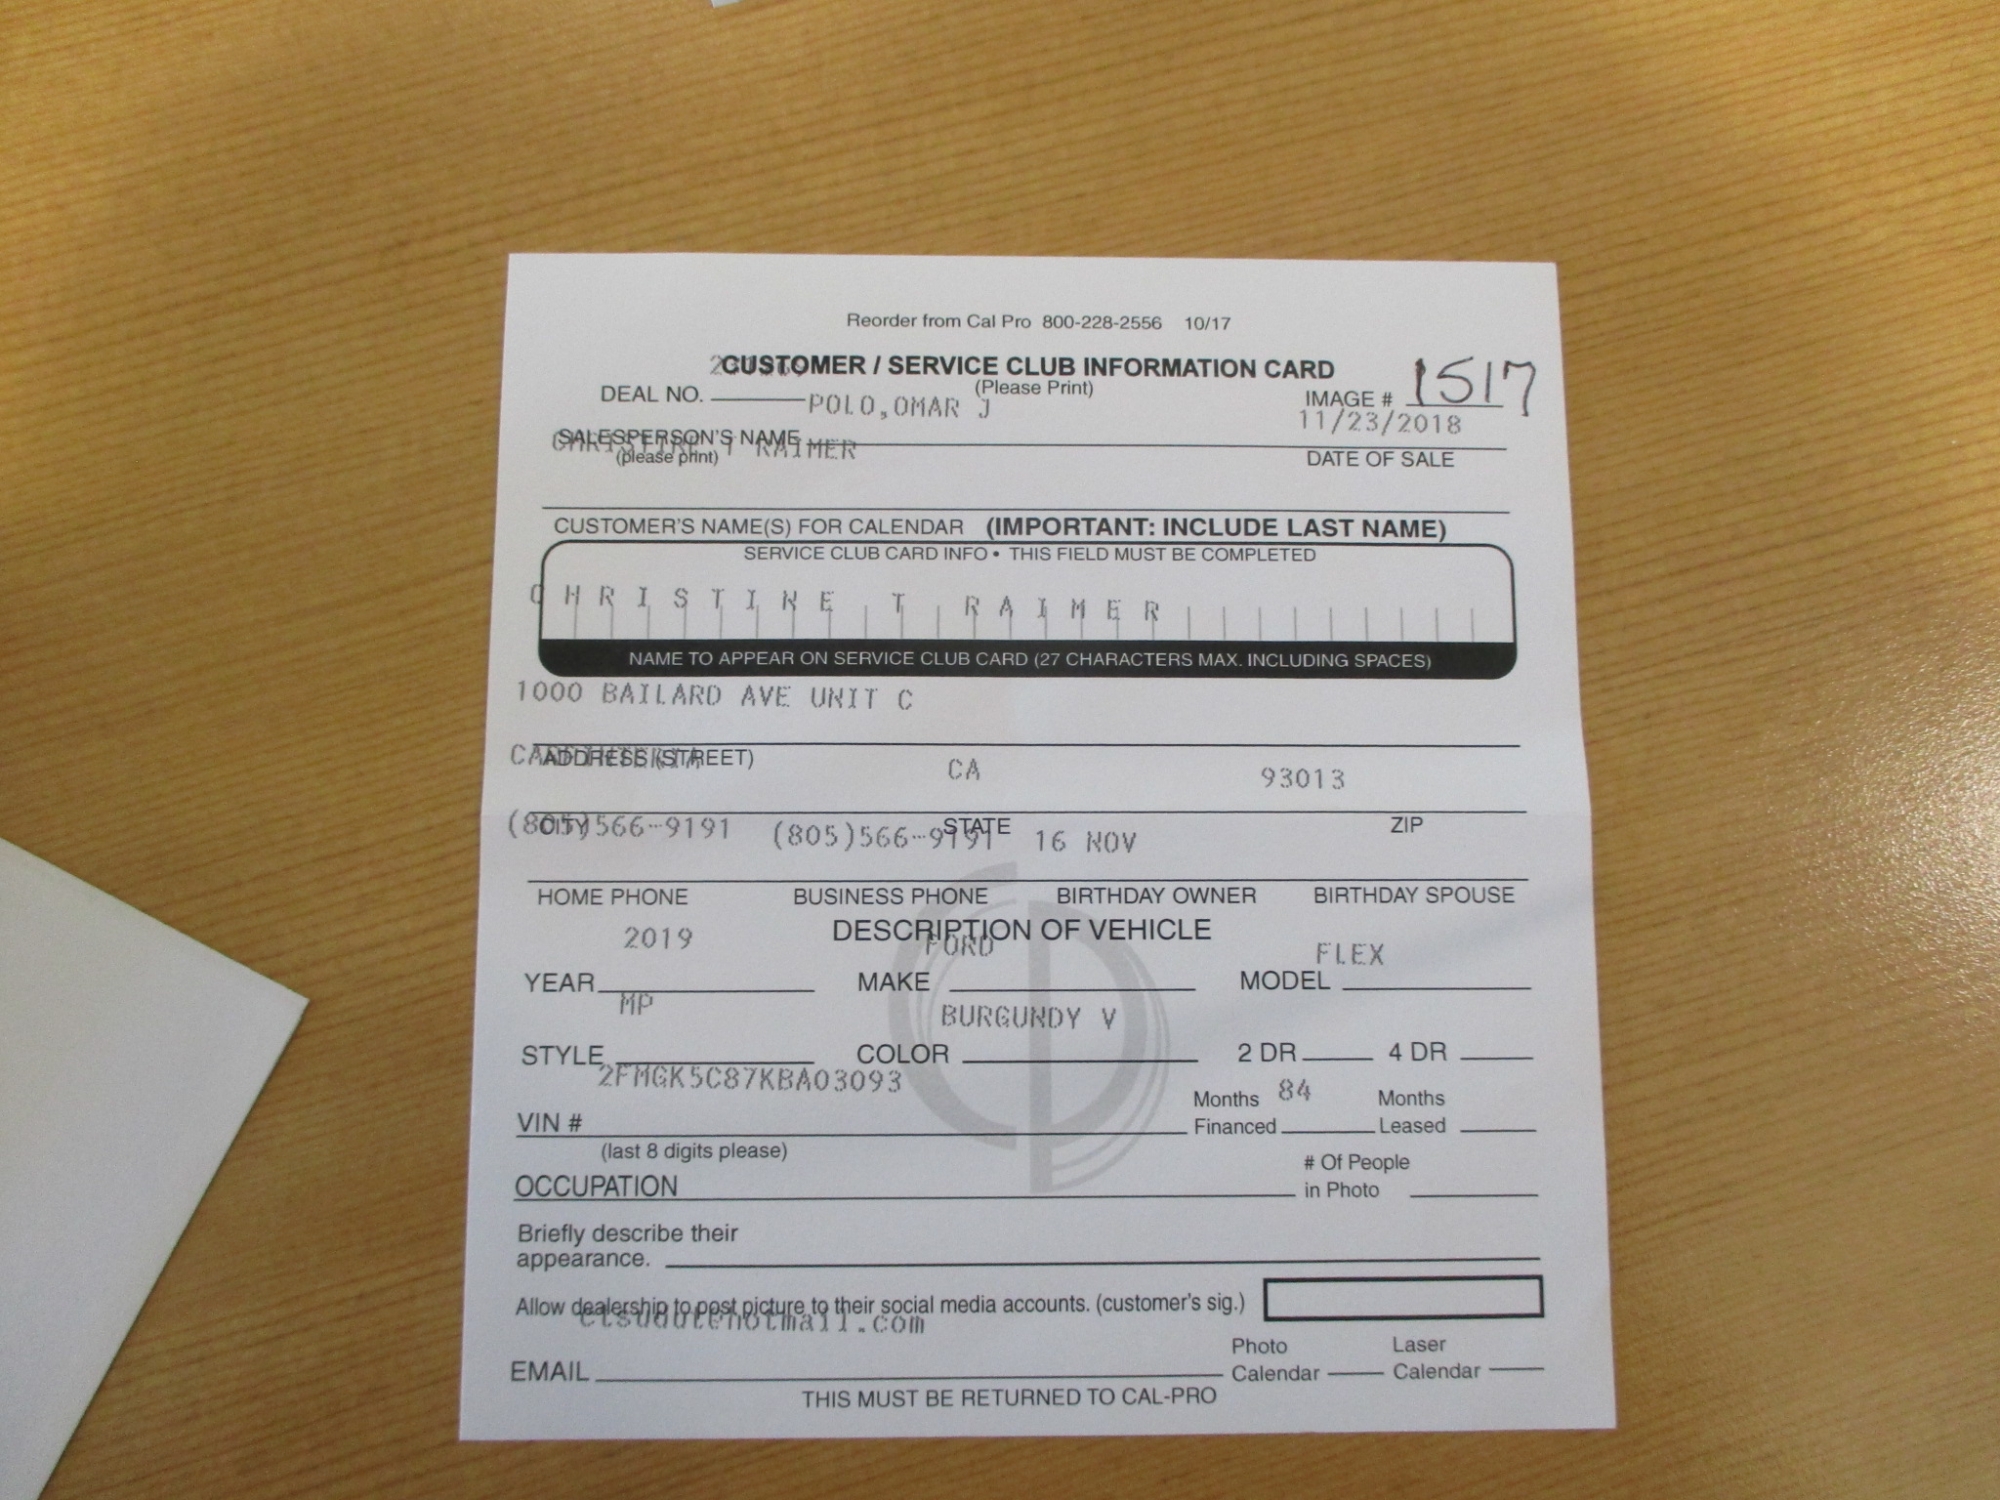 Reorder from Cal Pro 800-228-2556 10/17
CUSTOMER / SERVICE CLUB INFORMATION CARD
(Please Print)
DEAL NO.
POLO,OMAR J
IMAGE # 1517
11/23/2018
SALESPERSON'S NAME
CHRISTINE T RAIMER
(please print)
DATE OF SALE
CUSTOMER'S NAME(S) FOR CALENDAR (IMPORTANT: INCLUDE LAST NAME)
SERVICE CLUB CARD INFO • THIS FIELD MUST BE COMPLETED
CHRISTINE T RAIMER
NAME TO APPEAR ON SERVICE CLUB CARD (27 CHARACTERS MAX. INCLUDING SPACES)
1000 BAILARD AVE UNIT C
ADDRESS (STREET)
CARPINTERIA CA 93013
CITY STATE ZIP
(805)566-9191 (805)566-9191 16 NOV
HOME PHONE BUSINESS PHONE BIRTHDAY OWNER BIRTHDAY SPOUSE
DESCRIPTION OF VEHICLE
2019 FORD FLEX
YEAR MAKE MODEL
MP BURGUNDY V
STYLE COLOR 2 DR 4 DR
2FMGK5C87KBA03093
Months 84 Months
VIN # Financed Leased
(last 8 digits please)
# Of People
OCCUPATION in Photo
Briefly describe their
appearance.
Allow dealership to post picture to their social media accounts. (customer's sig.)
Photo Laser
EMAIL Calendar Calendar
THIS MUST BE RETURNED TO CAL-PRO